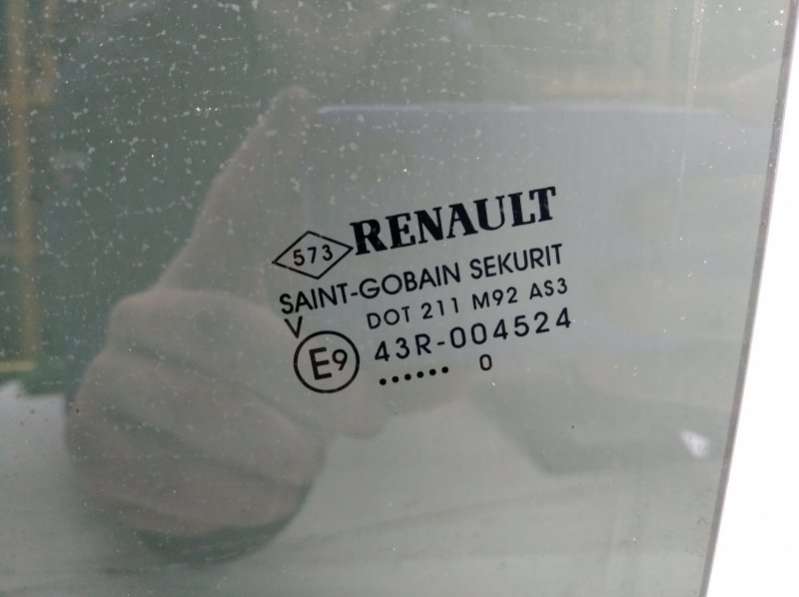 573 RENAULT
SAINT-GOBAIN SEKURIT
DOT 211 M92 AS3
V
E9 43R-004524
...... 0